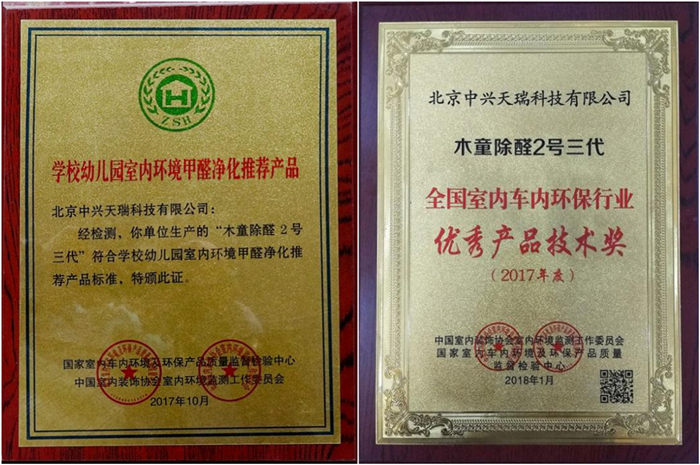 ZSH
学校幼儿园室内环境甲醛净化推荐产品
北京中兴天瑞科技有限公司：
经检测，你单位生产的“木童除醛2号
三代”符合学校幼儿园室内环境甲醛净化推
荐产品标准，特颁此证。
国家室内车内环境及环保产品质量监督检验中心
中国室内装饰协会室内环境监测工作委员会
2017年10月
北京中兴天瑞科技有限公司
木童除醛2号三代
全国室内车内环保行业
优秀产品技术奖
（2017年度）
中国室内装饰协会室内环境监测工作委员会
国家室内车内环境及环保产品质量
监督检验中心
2018年1月